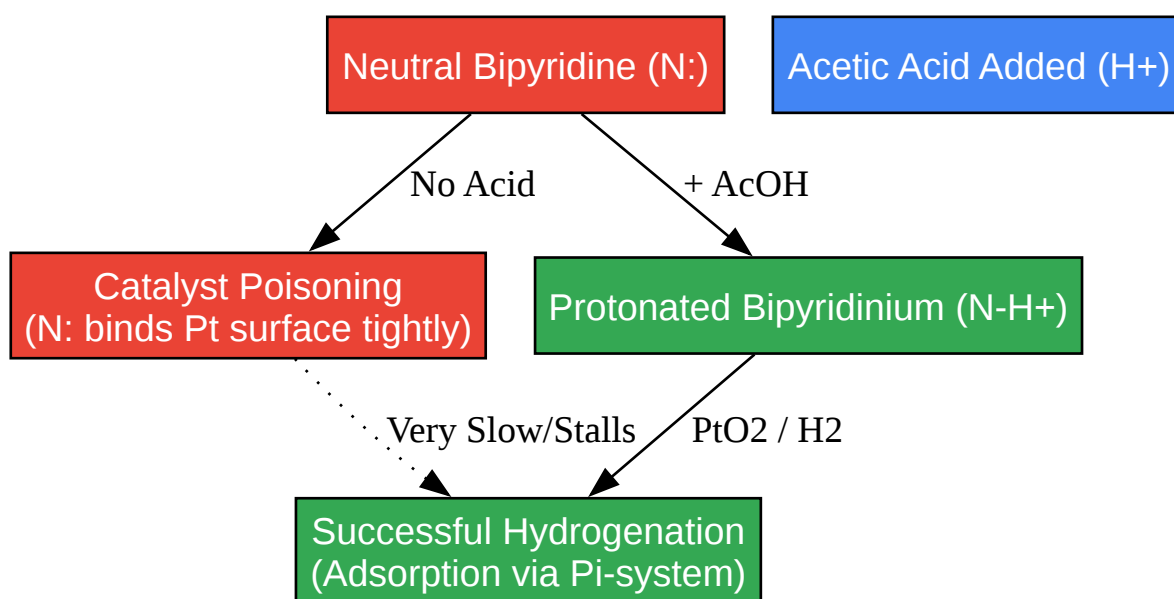 Neutral Bipyridine (N:)
Acetic Acid Added (H+)
No Acid
+ AcOH
Catalyst Poisoning
(N: binds Pt surface tightly)
Protonated Bipyridinium (N-H+)
Very Slow/Stalls
PtO2 / H2
Successful Hydrogenation
(Adsorption via Pi-system)